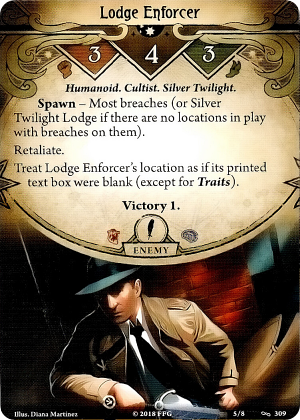 Lodge Enforcer
3 4 3
Humanoid. Cultist. Silver Twilight.
Spawn – Most breaches (or Silver
Twilight Lodge if there are no locations in play
with breaches on them).
Retaliate.
Treat Lodge Enforcer's location as if its printed
text box were blank (except for Traits).
Victory 1.
ENEMY
Illus. Diana Martinez
© 2018 FFG
5/8
309